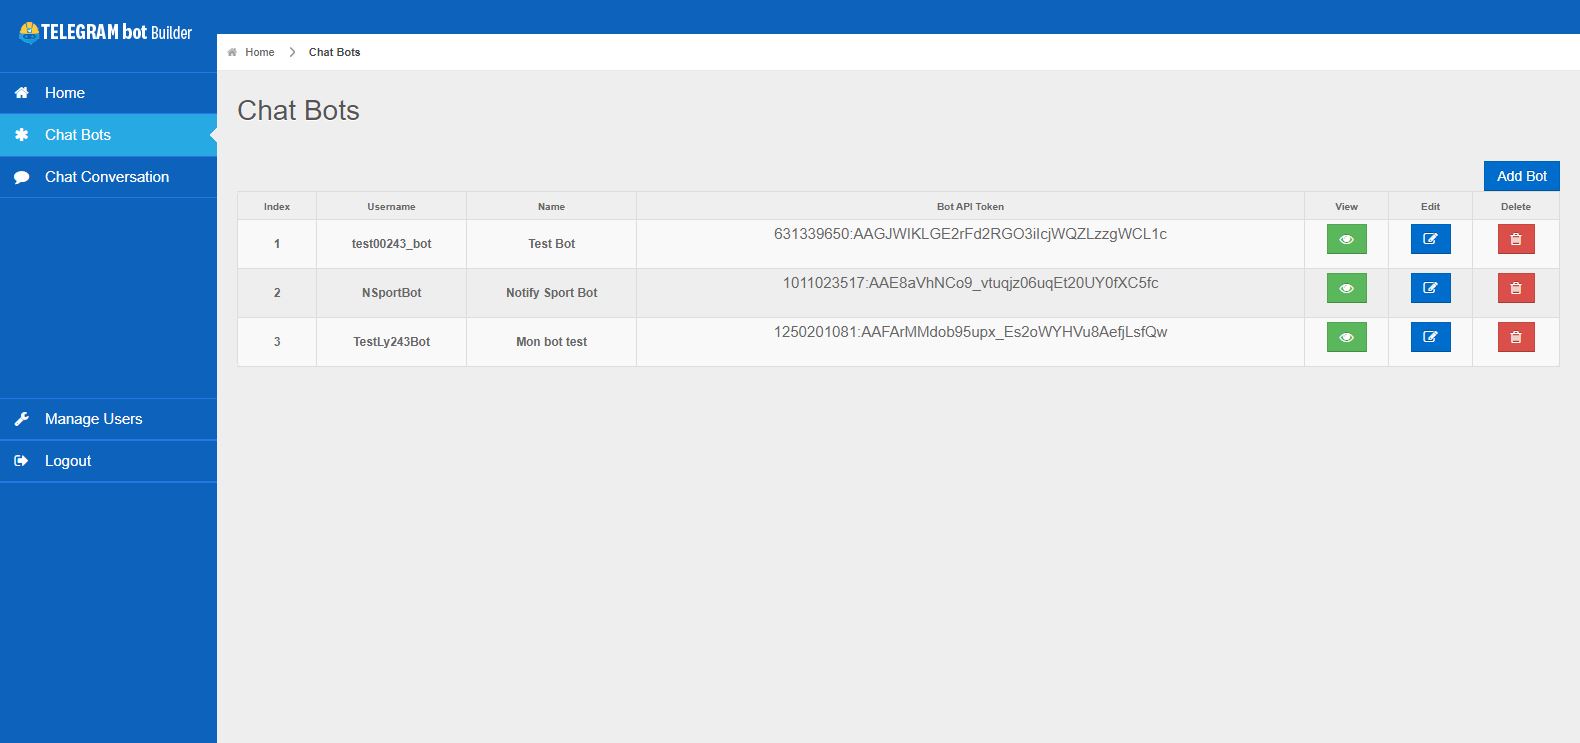 TELEGRAM bot Builder
Home > Chat Bots
Home
Chat Bots
Chat Conversation
Manage Users
Logout
Chat Bots
Add Bot
Index Username Name Bot API Token View Edit Delete
1 test00243_bot Test Bot 631339650:AAGJWIKLGE2rFd2RGO3iIcjWQZLzzgWCL1c
2 NSportBot Notify Sport Bot 1011023517:AAE8aVhNCo9_vtuqjz06uqEt20UY0fXC5fc
3 TestLy243Bot Mon bot test 1250201081:AAFArMMdob95upx_Es2oWYHVu8AefjLsfQw